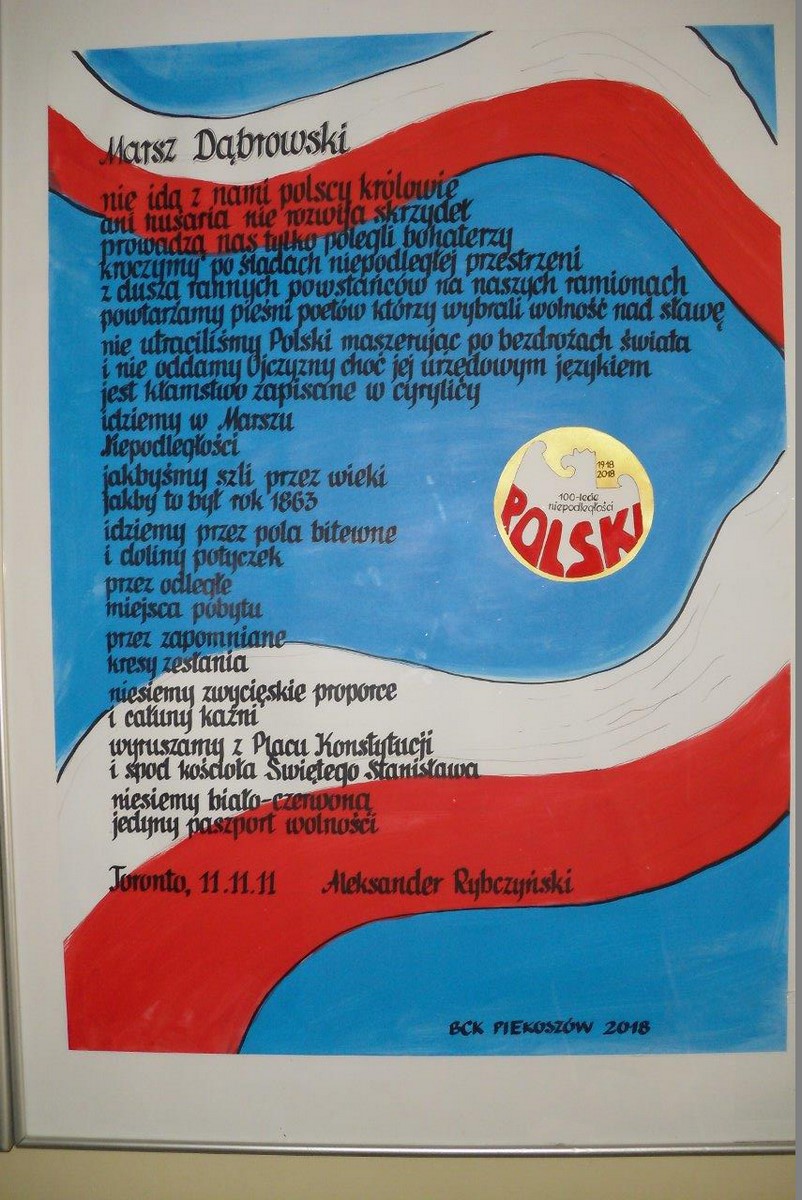 Marsz Dąbrowski
nie idą z nami polscy królowie
ani husaria nie rozwija skrzydeł
prowadzą nas tylko polegli bohaterzy
kroczymy po śladach niepodległej przestrzeni
z duszą rannych powstańców na naszych ramionach
powtarzamy pieśni poetów którzy wybrali wolność nad sławę
nie utraciliśmy Polski maszerując po bezdrożach świata
i nie oddamy Ojczyzny choć jej urzędowym językiem
jest kłamstwo zapisane w cyrylicy
idziemy w Marszu
Niepodległości
jakbyśmy szli przez wieki
jakby to był rok 1863
idziemy przez pola bitewne
i doliny potyczek
przez odległe
miejsca pobytu
przez zapomniane
kresy zesłania
niesiemy zwycięskie proporce
i całuny kaźni
wyruszamy z Placu Konstytucji
i spod kościoła Świętego Stanisława
niesiemy biało-czerwoną
jedyny paszport wolności
Toronto, 11.11.11 Aleksander Rybczyński
1918
2018
100-lecie
niepodległości
POLSKI
BCK PIEKOSZÓW 2018